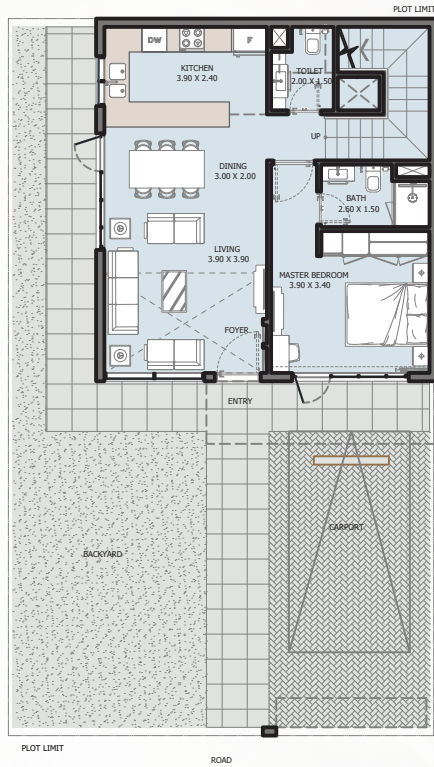 PLOT LIMIT
DW
F
KITCHEN
3.90 X 2.40
TOILET
2.00 X 1.50
UP
DINING
3.00 X 2.00
BATH
2.60 X 1.50
LIVING
3.90 X 3.90
MASTER BEDROOM
3.90 X 3.40
FOYER
ENTRY
CARPORT
BACKYARD
PLOT LIMIT
ROAD